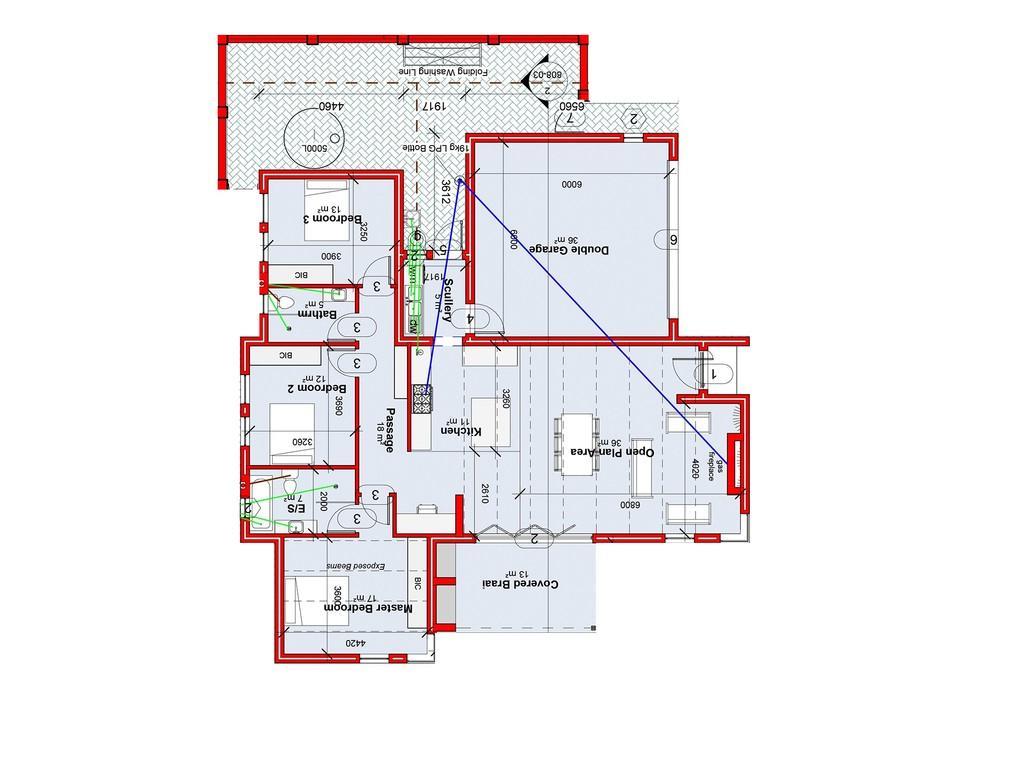 Folding Washing Line
808-03
2
4460
1917
6560
7
2
5000L
19kg LPG Bottle
3612
6000
6000
Double Garage
36 m²
6
Bedroom 3
13 m²
3250
3900
BIC
3
5
1917
Scullery
5 m²
dw
4
Bathrm
5 m²
3
3
BIC
Bedroom 2
12 m²
3690
3260
Passage
18 m²
Kitchen
11 m²
3260
1
Open Plan Area
36 m²
gas
fireplace
4020
6800
2610
E/S
7 m²
2000
2
3
3
2
Exposed Beams
BIC
Master Bedroom
17 m²
3600
4420
Covered Braai
13 m²